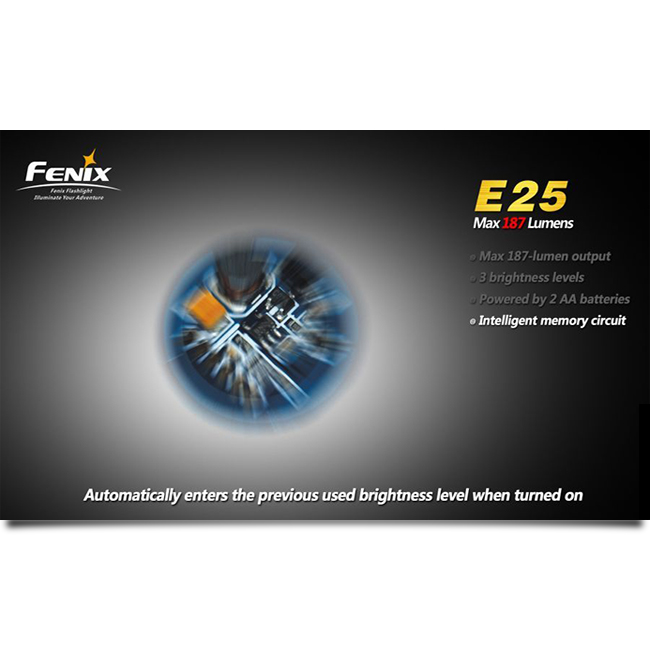 FENIX
Fenix Flashlight
Illuminate Your Adventure
E25
Max 187 Lumens
Max 187-lumen output
3 brightness levels
Powered by 2 AA batteries
Intelligent memory circuit
Automatically enters the previous used brightness level when turned on